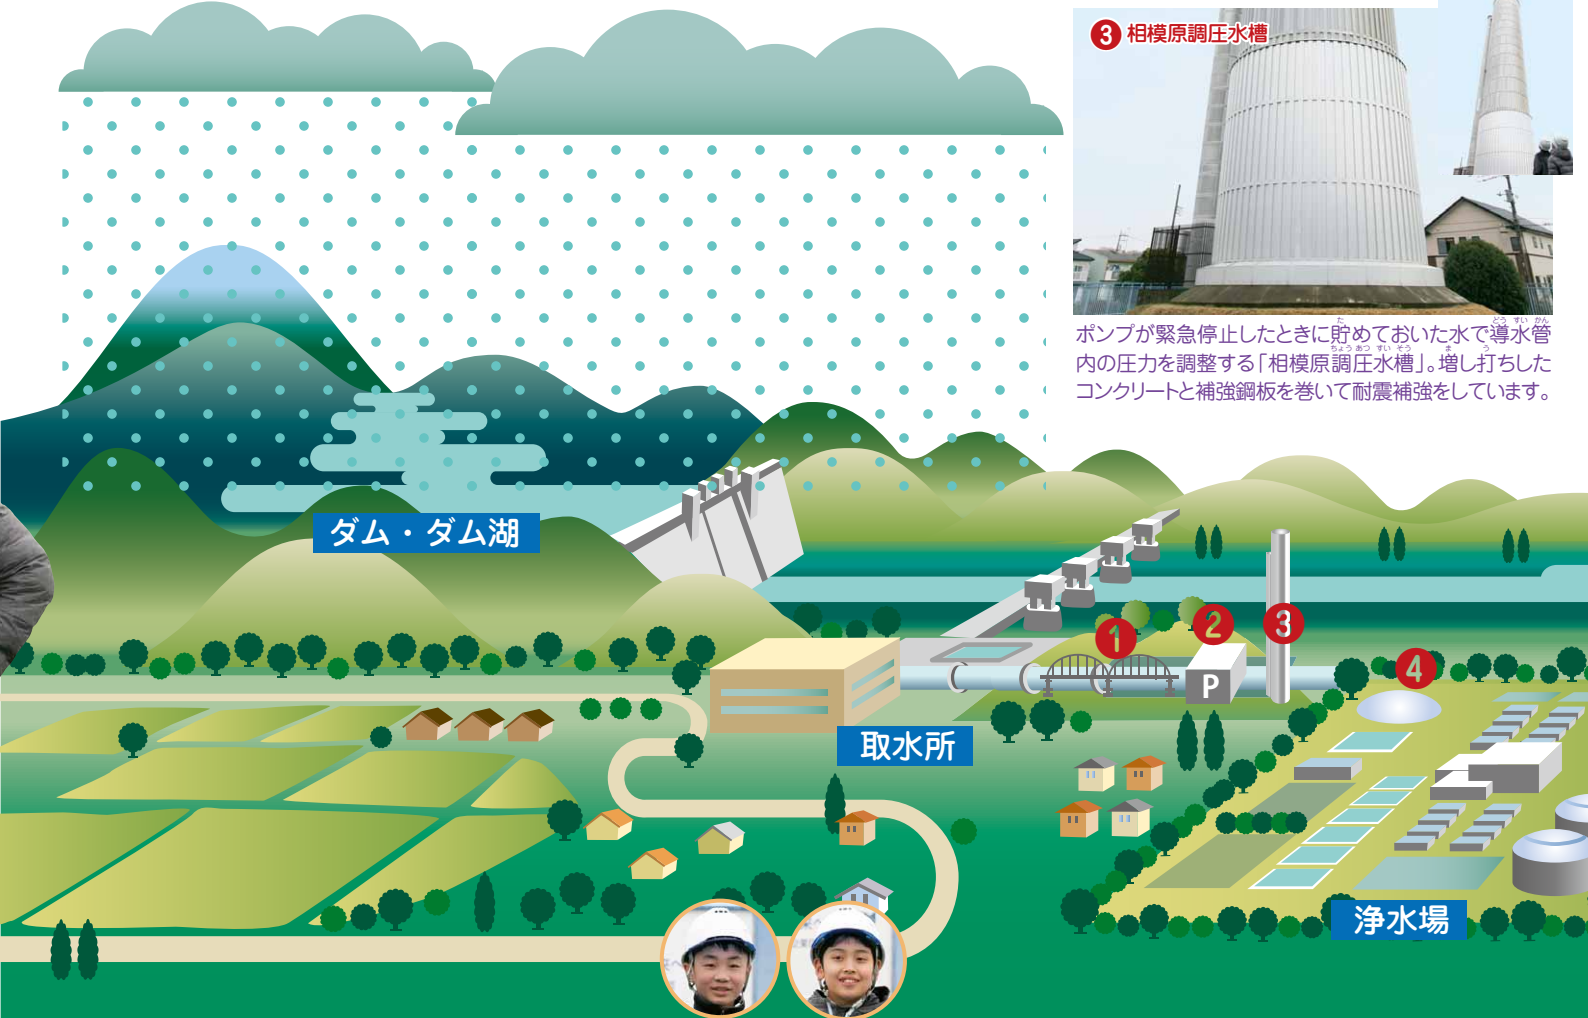 3 相模原調圧水槽
ポンプが緊急停止したときに貯めておいた水で導水管
内の圧力を調整する「相模原調圧水槽」。増し打ちした
コンクリートと補強鋼板を巻いて耐震補強をしています。
ダム・ダム湖
1
2
3
4
P
取水所
浄水場